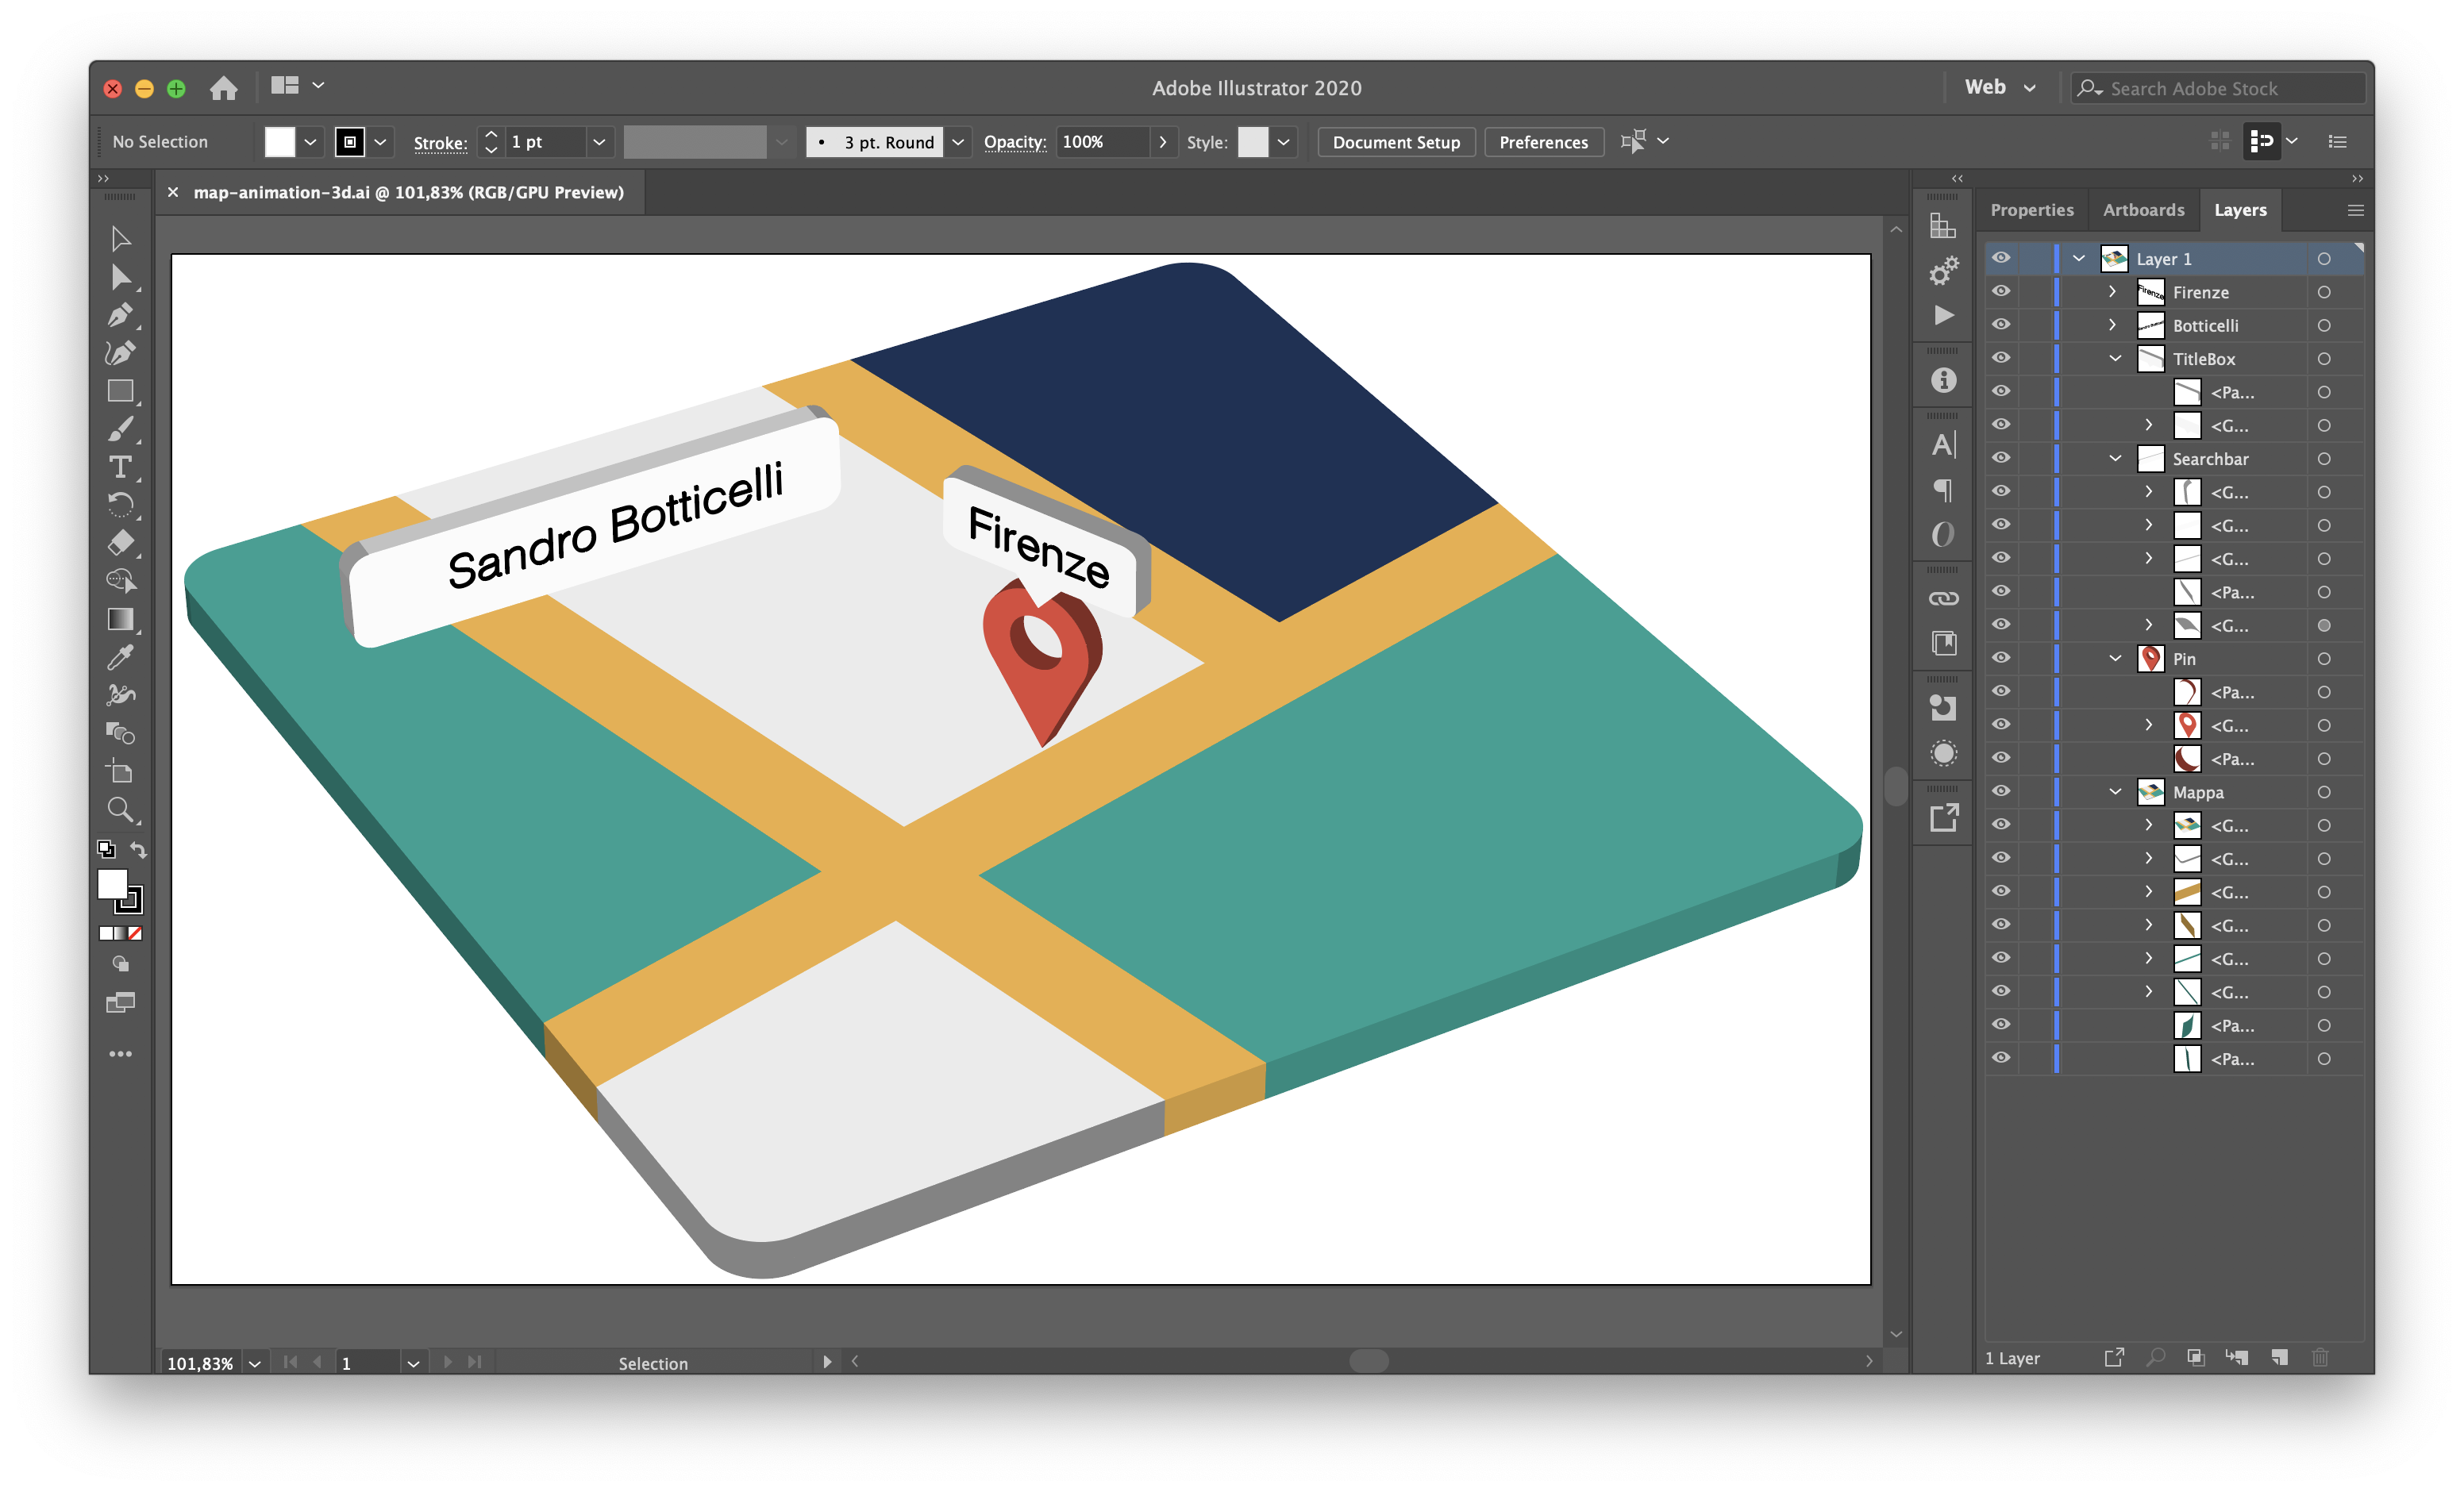 Adobe Illustrator 2020
Web
Search Adobe Stock
No Selection
Stroke:
1 pt
3 pt. Round
Opacity:
100%
Style:
Document Setup
Preferences
map-animation-3d.ai @ 101,83% (RGB/GPU Preview)
Properties
Artboards
Layers
Sandro Botticelli
Firenze
Layer 1
Firenze
Botticelli
TitleBox
<Pa...
<G...
Searchbar
<G...
<G...
<G...
<Pa...
<G...
Pin
<Pa...
<G...
<Pa...
Mappa
<G...
<G...
<G...
<G...
<G...
<G...
<Pa...
<Pa...
101,83%
1
Selection
1 Layer